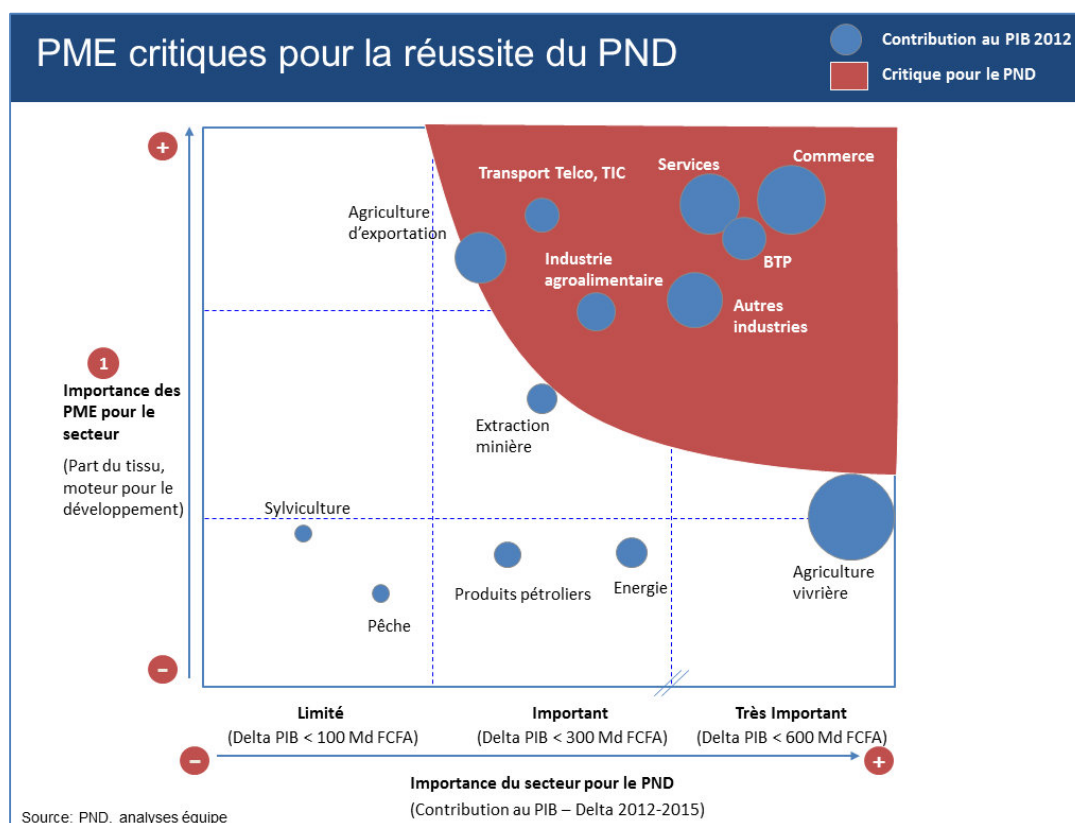 PME critiques pour la réussite du PND
Contribution au PIB 2012
Critique pour le PND
+
Commerce
Services
Transport Telco, TIC
Agriculture
d’exportation
BTP
Industrie
agroalimentaire
Autres
industries
1
Importance des
PME pour le
secteur
(Part du tissu,
moteur pour le
développement)
Extraction
minière
Sylviculture
Produits pétroliers
Energie
Agriculture
vivrière
Pêche
−
Limité
(Delta PIB < 100 Md FCFA)
Important
(Delta PIB < 300 Md FCFA)
Très Important
(Delta PIB < 600 Md FCFA)
−
+
Importance du secteur pour le PND
(Contribution au PIB – Delta 2012-2015)
Source: PND, analyses équipe